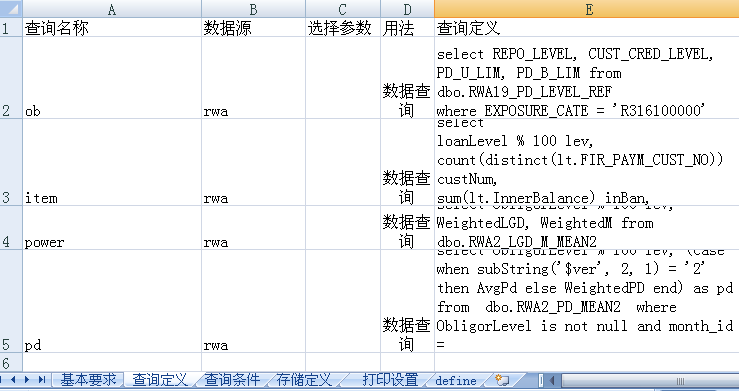 A B C D E
1 查询名称 数据源 选择参数 用法 查询定义
select REPO_LEVEL, CUST_CRED_LEVEL,
PD_U_LIM, PD_B_LIM from
dbo.RWA19_PD_LEVEL_REF
where EXPOSURE_CATE = 'R316100000'
2 ob rwa 数据查询
select
loanLevel % 100 lev,
count(distinct(lt.FIR_PAYM_CUST_NO))
custNum,
sum(lt.InnerBalance) inBan,
3 item rwa 数据查询
select ObligorLevel % 100 lev,
WeightedLGD, WeightedM from
dbo.RWA2_LGD_M_MEAN2
4 power rwa 数据查询
select ObligorLevel % 100 lev, (case
when subString('$ver', 2, 1) = '2'
then AvgPd else WeightedPD end) as pd
from dbo.RWA2_PD_MEAN2 where
ObligorLevel is not null and month_id
=
5 pd rwa 数据查询
6
基本要求 查询定义 查询条件 存储定义 打印设置 define